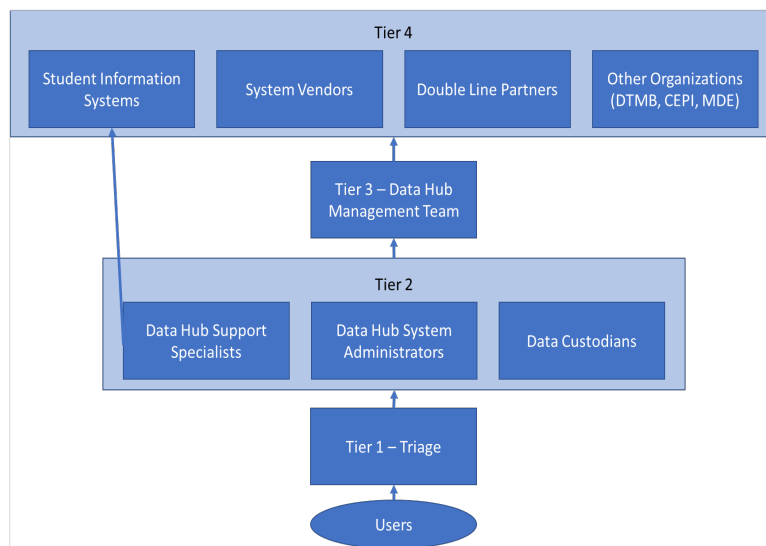 Tier 4
Student Information
Systems
System Vendors
Double Line Partners
Other Organizations
(DTMB, CEPI, MDE)
Tier 3 – Data Hub
Management Team
Tier 2
Data Hub Support
Specialists
Data Hub System
Administrators
Data Custodians
Tier 1 – Triage
Users